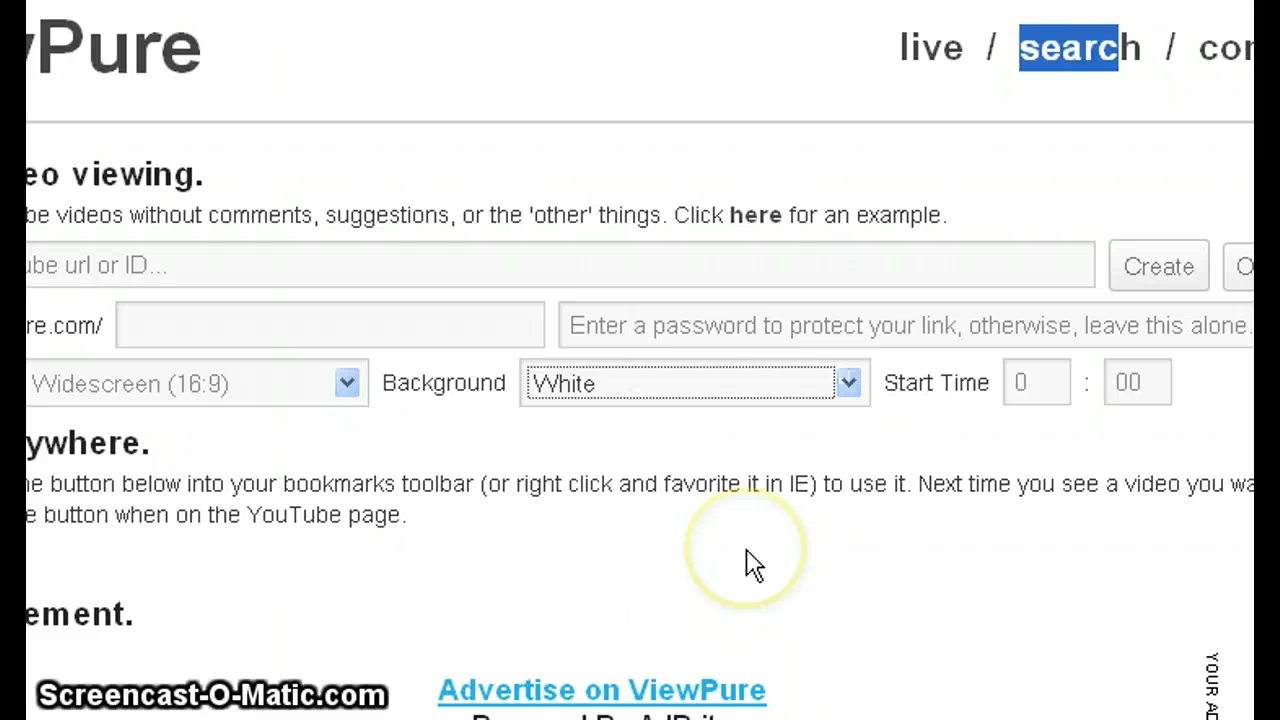 Pure
live / search / con
eo viewing.
be videos without comments, suggestions, or the 'other' things. Click here for an example.
ube url or ID...
Create
re.com/
Enter a password to protect your link, otherwise, leave this alone.
Widescreen (16:9)
Background
White
Start Time
0 : 00
ywhere.
e button below into your bookmarks toolbar (or right click and favorite it in IE) to use it. Next time you see a video you wa
e button when on the YouTube page.
ement.
Advertise on ViewPure
YOUR AD
Screencast-O-Matic.com